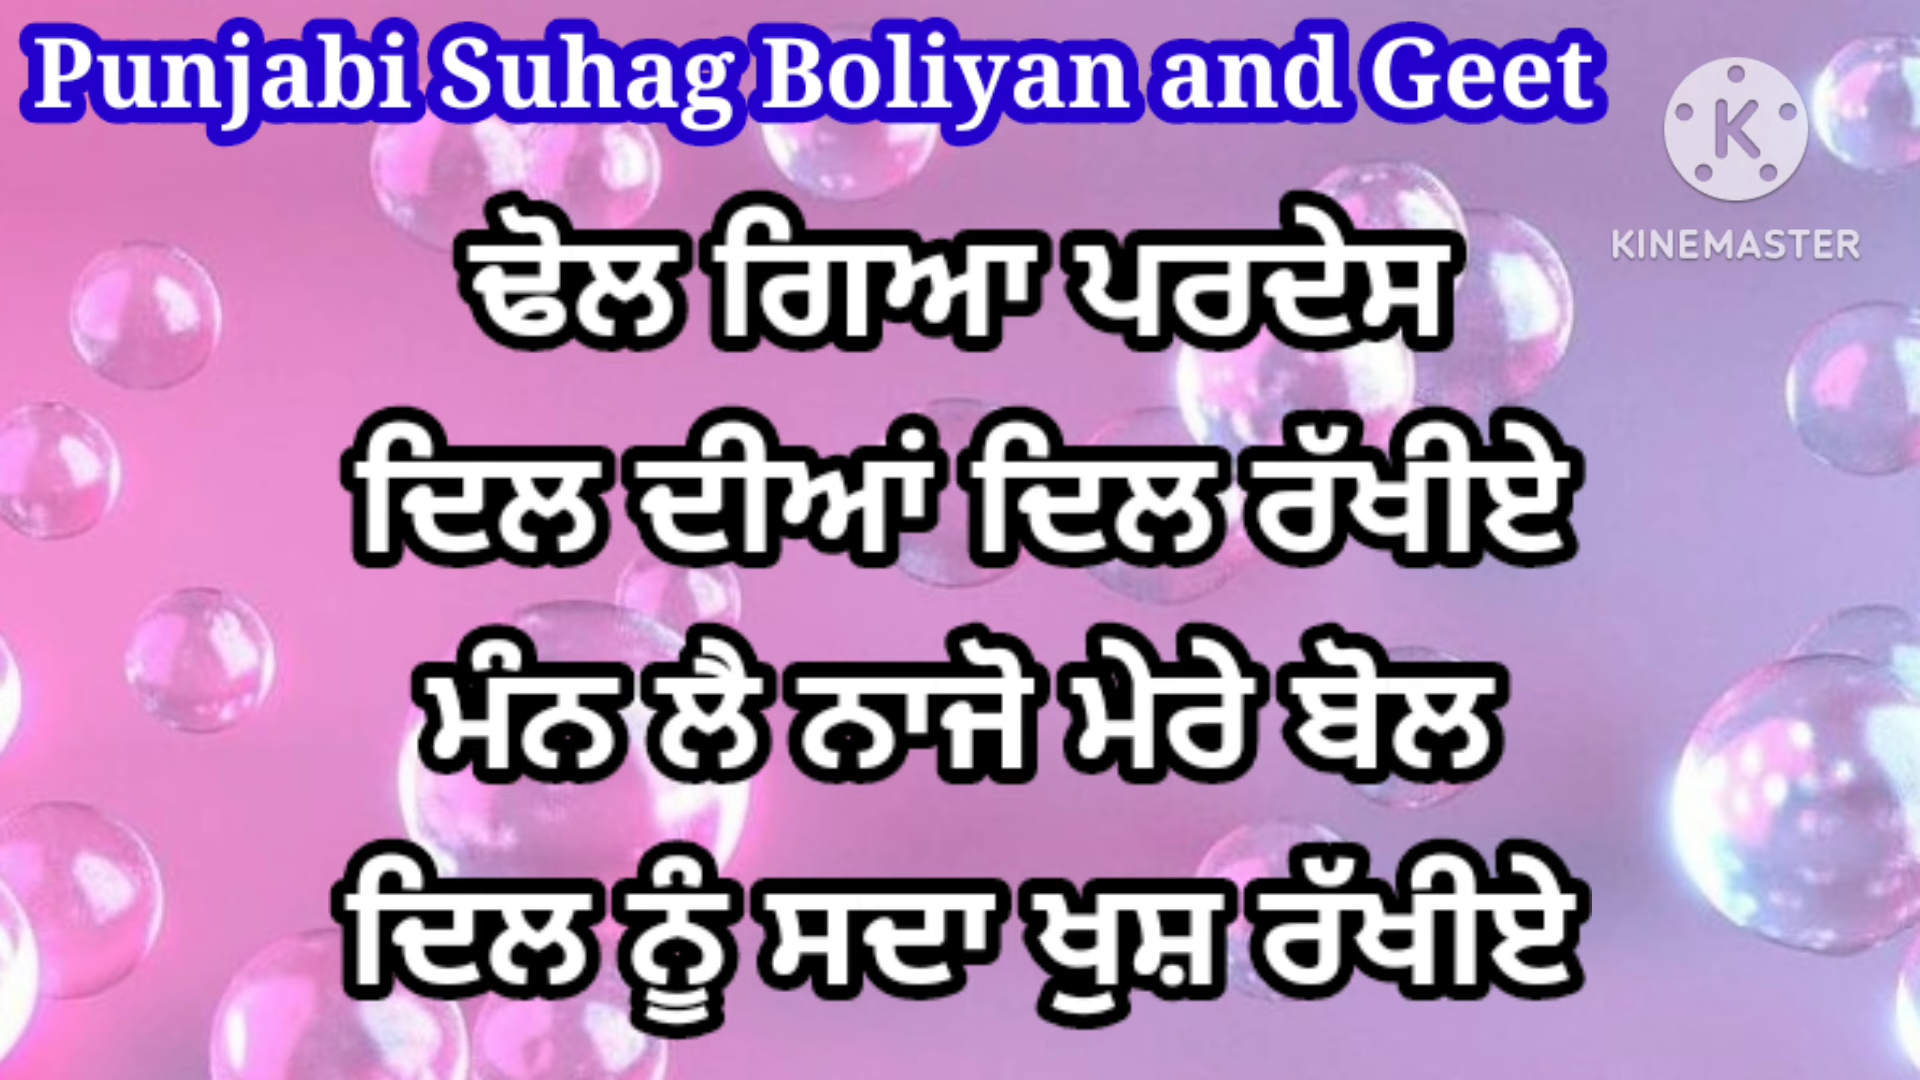 Punjabi Suhag Boliyan and Geet
K
KINEMASTER
ਢੋਲ ਗਿਆ ਪਰਦੇਸ
ਦਿਲ ਦੀਆਂ ਦਿਲ ਰੱਖੀਏ
ਮੰਨ ਲੈ ਨਾਜੋ ਮੇਰੇ ਬੋਲ
ਦਿਲ ਨੂੰ ਸਦਾ ਖੁਸ਼ ਰੱਖੀਏ